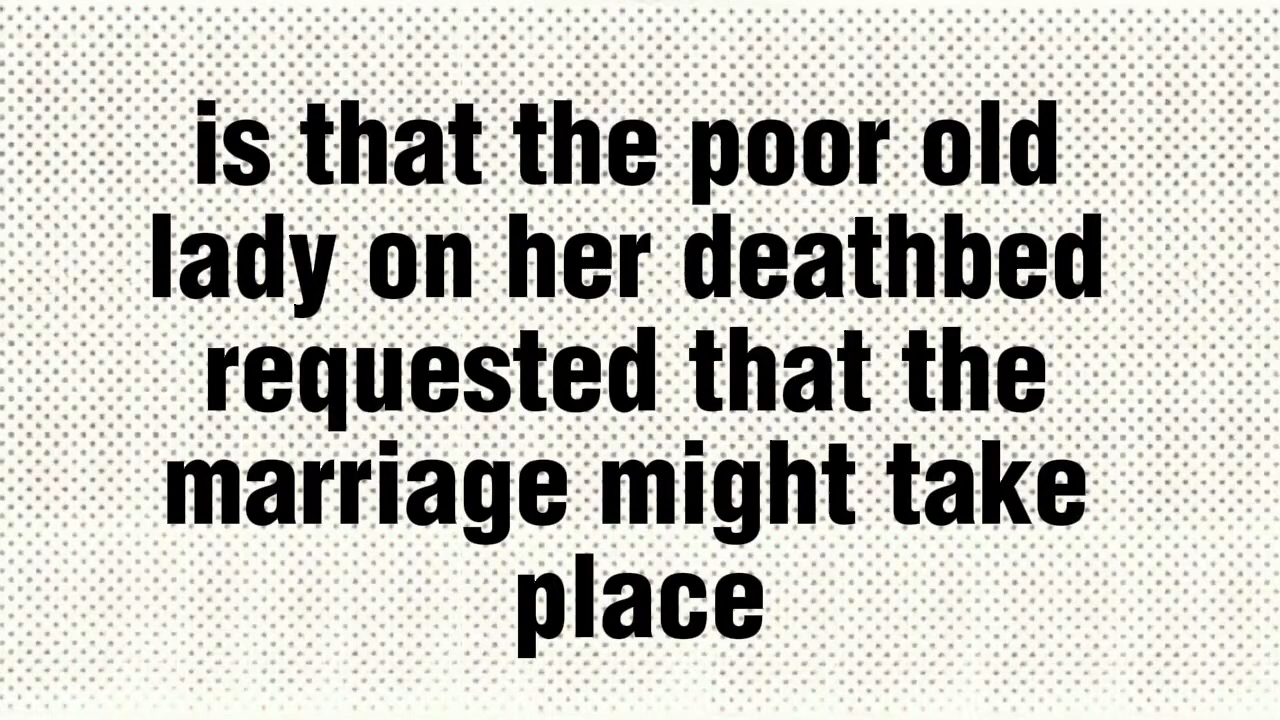 is that the poor old
lady on her deathbed
requested that the
marriage might take
place